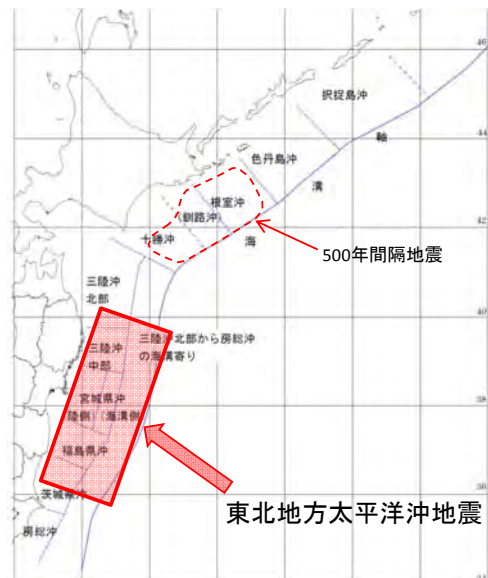 46
択捉島沖
44
軸
色丹島沖
溝
根室沖
(釧路沖)
42
十勝沖
海
500年間隔地震
三陸沖
北部
40
三陸沖北部から房総沖
の海溝寄り
三陸沖
中部
宮城県沖
38
陸側)(海溝側
福島県沖
36
茨城県沖
東北地方太平洋沖地震
房総沖